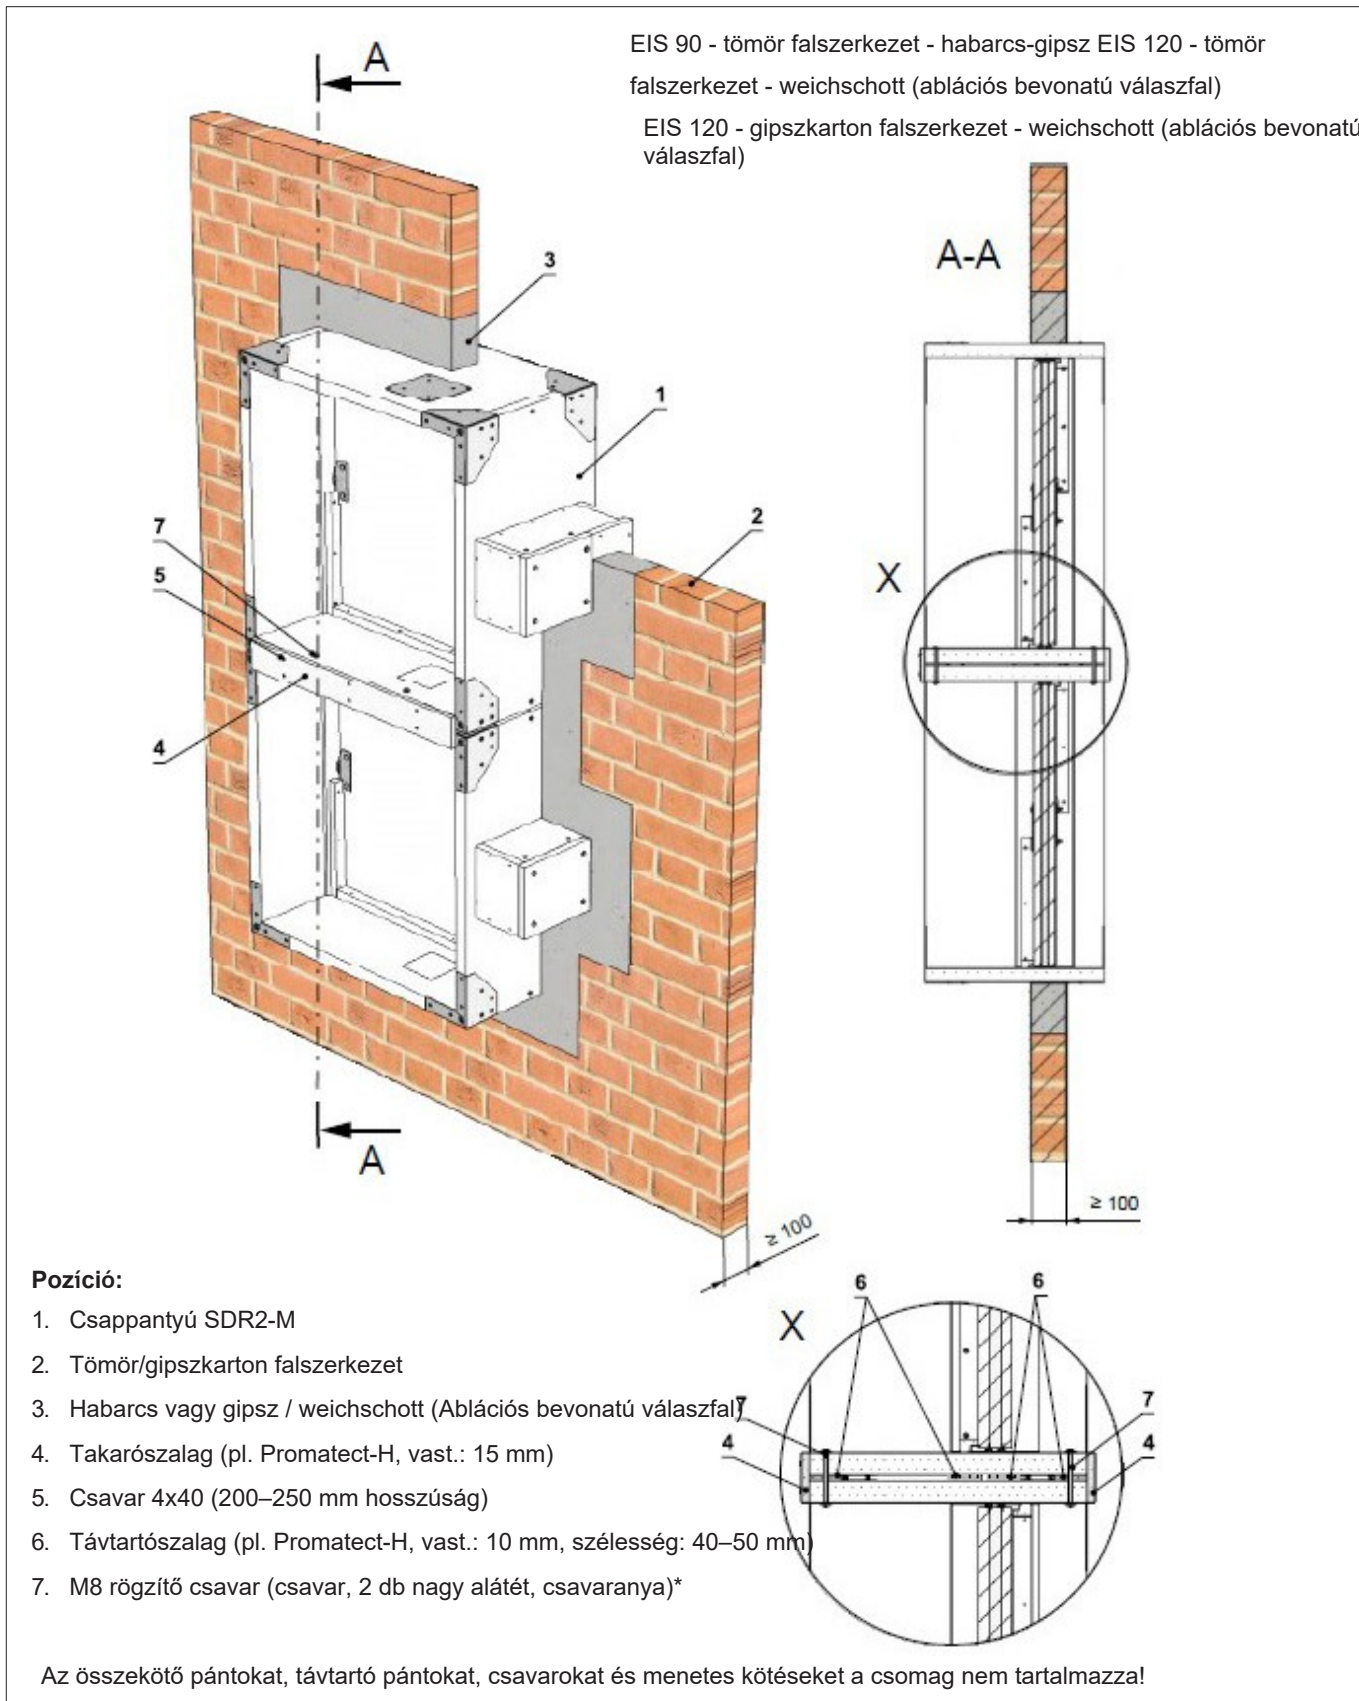 EIS 90 - tömör falszerkezet - habarcs-gipsz EIS 120 - tömör
falszerkezet - weichschott (ablációs bevonatú válaszfal)
EIS 120 - gipszkarton falszerkezet - weichschott (ablációs bevonatú
válaszfal)
A
3
1
2
7
5
4
A
≥ 100
A-A
X
≥ 100
Pozíció:
1. Csappantyú SDR2-M
2. Tömör/gipszkarton falszerkezet
3. Habarcs vagy gipsz / weichschott (Ablációs bevonatú válaszfal)
4. Takarószalag (pl. Promatect-H, vast.: 15 mm)
5. Csavar 4x40 (200–250 mm hosszúság)
6. Távtartószalag (pl. Promatect-H, vast.: 10 mm, szélesség: 40–50 mm)
7. M8 rögzítő csavar (csavar, 2 db nagy alátét, csavaranya)*
6
6
X
7
7
4
4
Az összekötő pántokat, távtartó pántokat, csavarokat és menetes kötéseket a csomag nem tartalmazza!